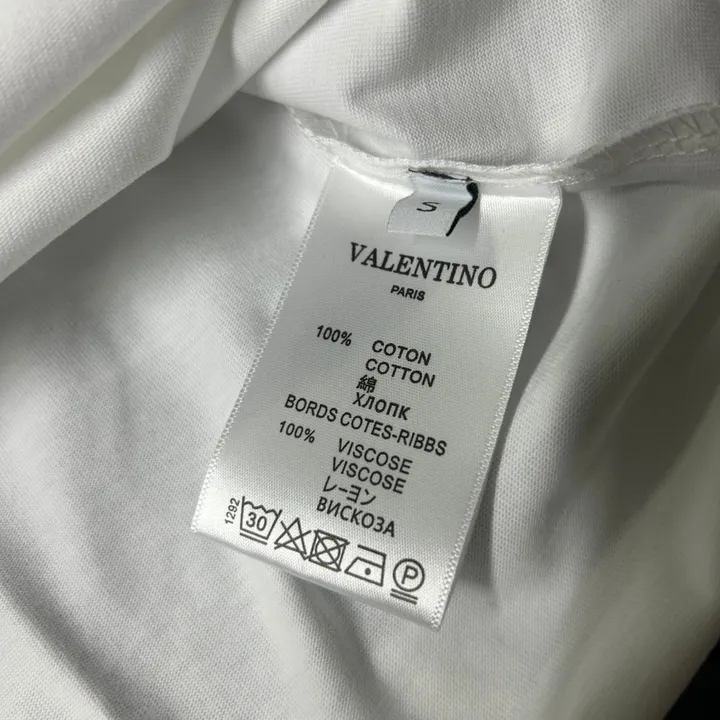 S
VALENTINO
PARIS
100% COTON
COTTON
綿
ХЛОПК
BORDS COTES-RIBBS
100% VISCOSE
VISCOSE
レーヨン
ВИСКОЗА
1292
30
P